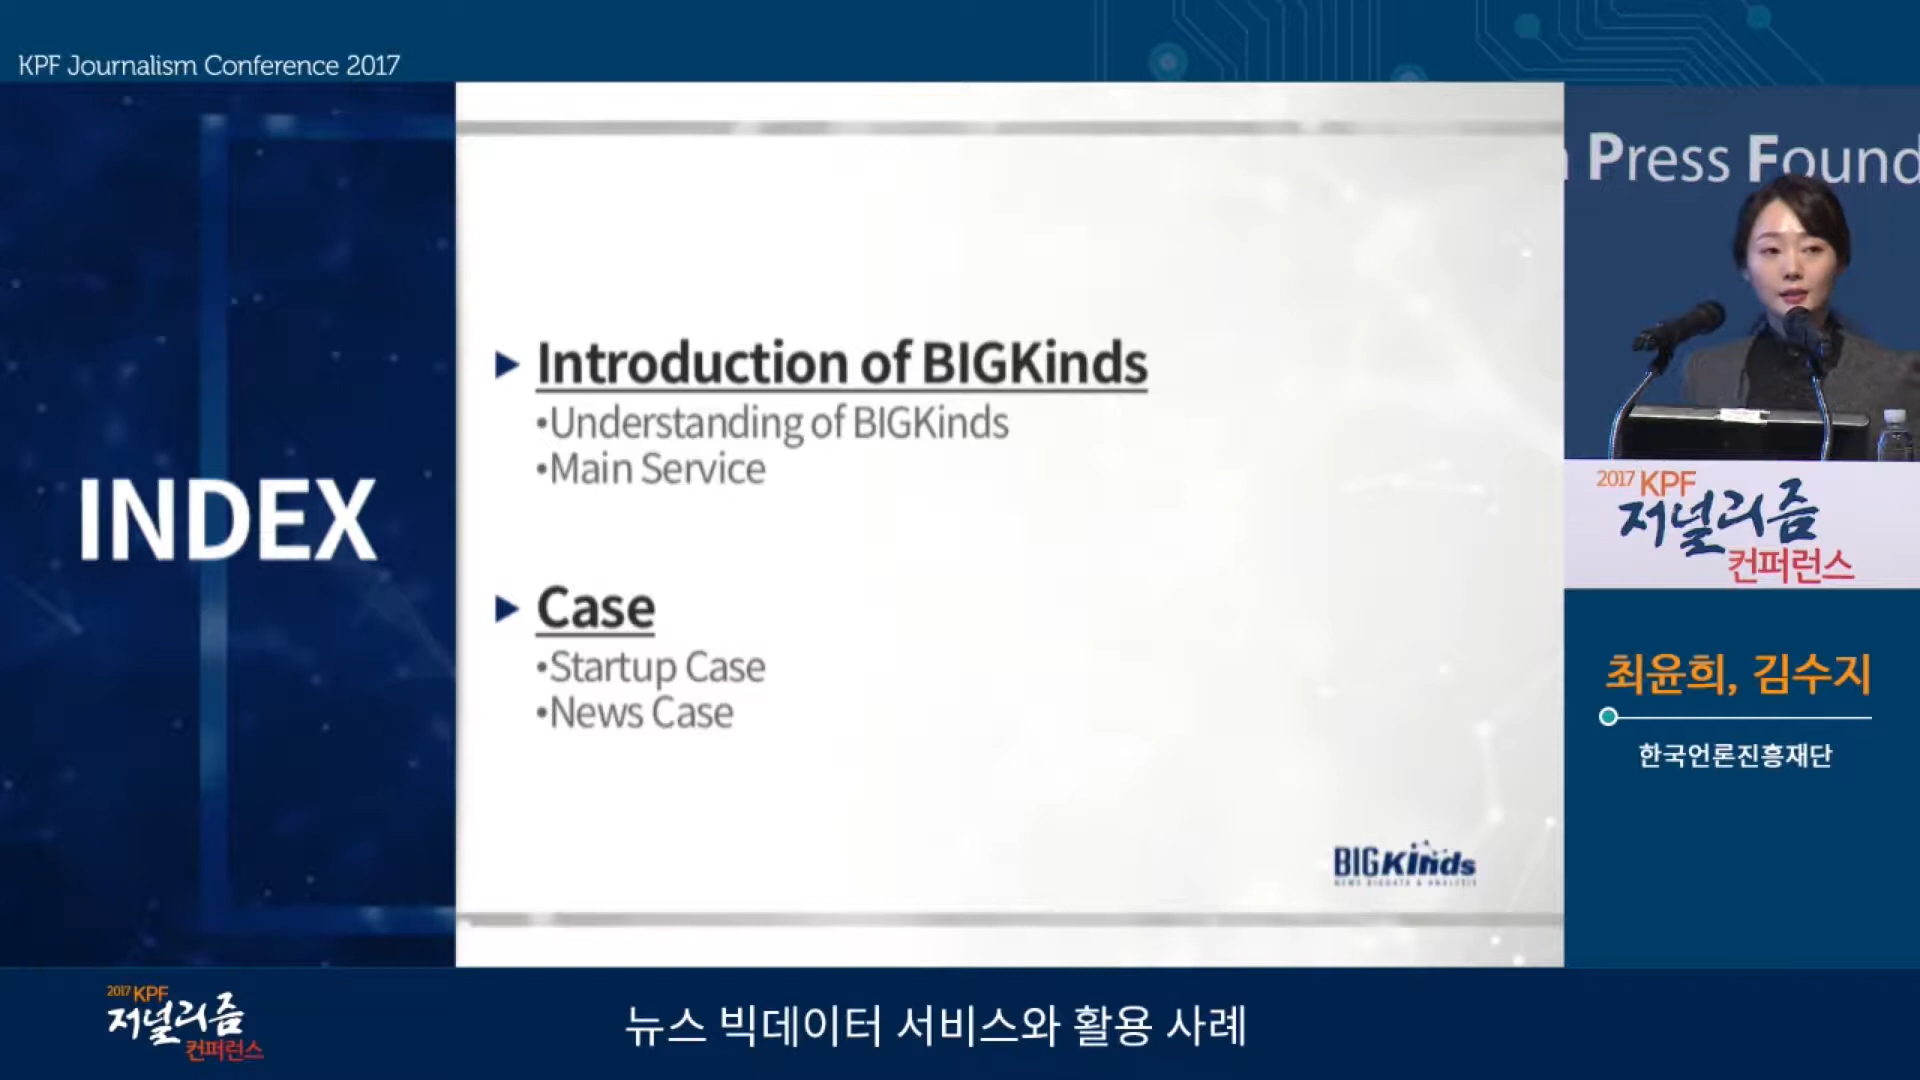 KPF Journalism Conference 2017
INDEX
Introduction of BIGKinds
•Understanding of BIGKinds
•Main Service
Case
•Startup Case
•News Case
BIGKinds
NEWS BIGDATA & ANALYSIS
Press Found
2017 KPF
저널리즘
컨퍼런스
최윤희, 김수지
한국언론진흥재단
2017 KPF
저널리즘
컨퍼런스
뉴스 빅데이터 서비스와 활용 사례